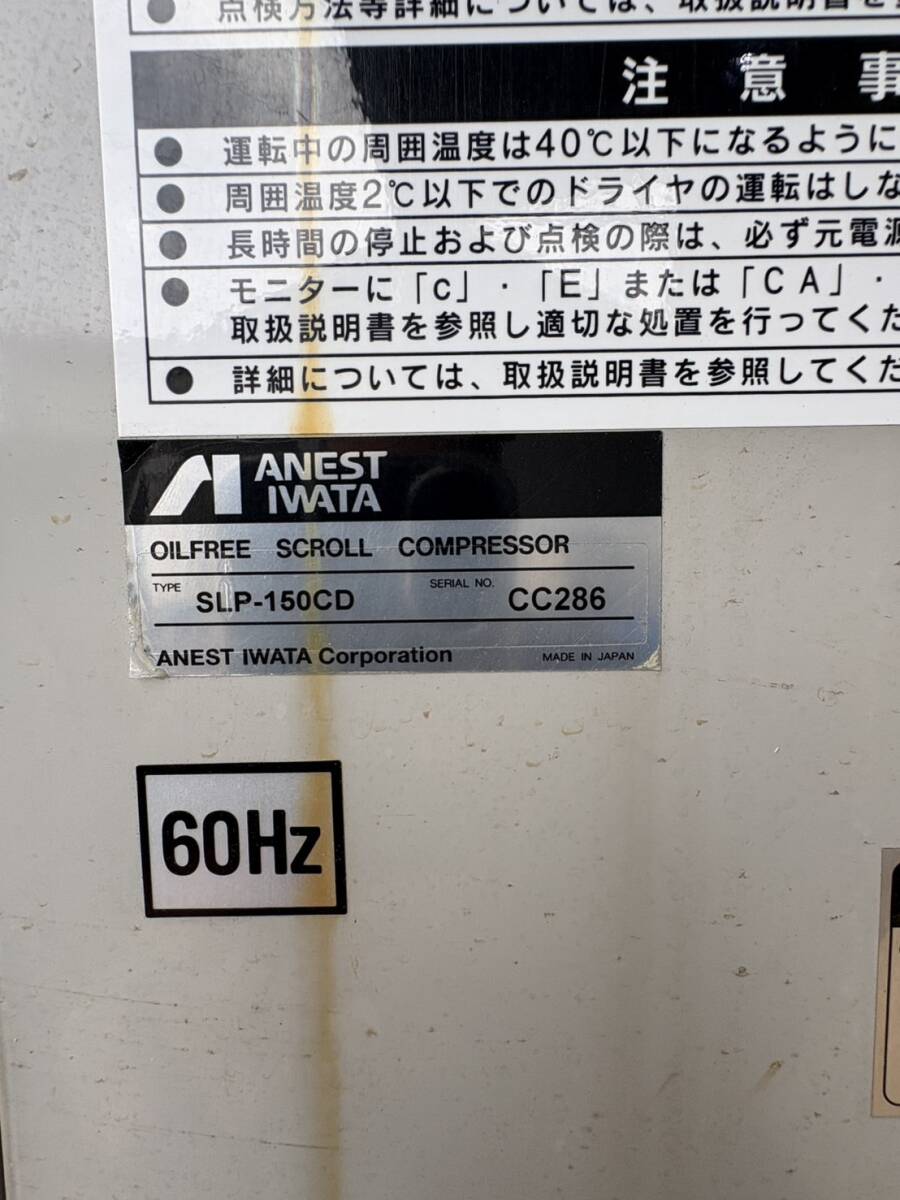 点検方法等詳細については、取扱説明書を
注意事
● 運転中の周囲温度は40℃以下になるように
● 周囲温度2℃以下でのドライヤの運転はしな
● 長時間の停止および点検の際は、必ず元電源
● モニターに「c」・「E」または「CA」・
取扱説明書を参照し適切な処置を行ってくだ
● 詳細については、取扱説明書を参照してくだ
ANEST
IWATA
OILFREE SCROLL COMPRESSOR
TYPE SLP-150CD SERIAL NO. CC286
ANEST IWATA Corporation MADE IN JAPAN
60Hz